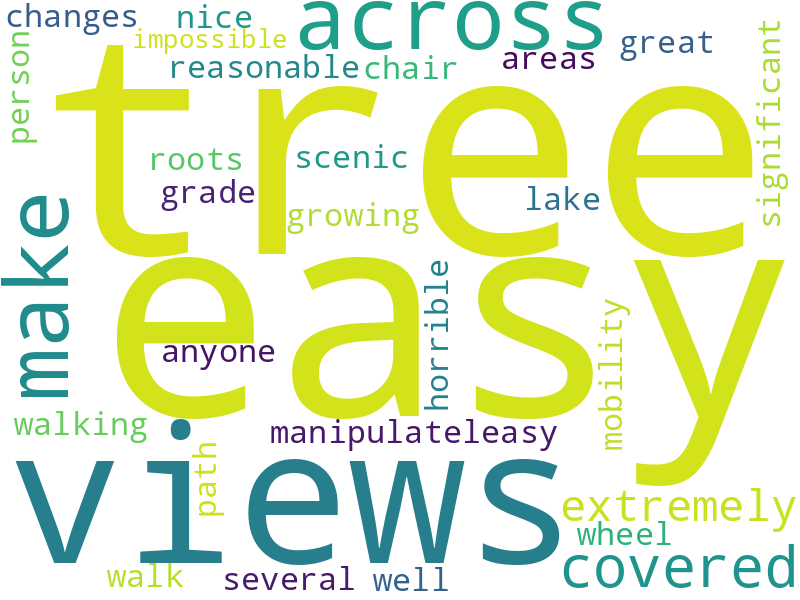 changes
nice
across
impossible
great
person
reasonable
chair
areas
significant
tree
roots
scenic
grade
growing
lake
make
easy
anyone
horrible
mobility
walking
manipulateleasy
views
path
extremely
wheel
covered
walk
several
well